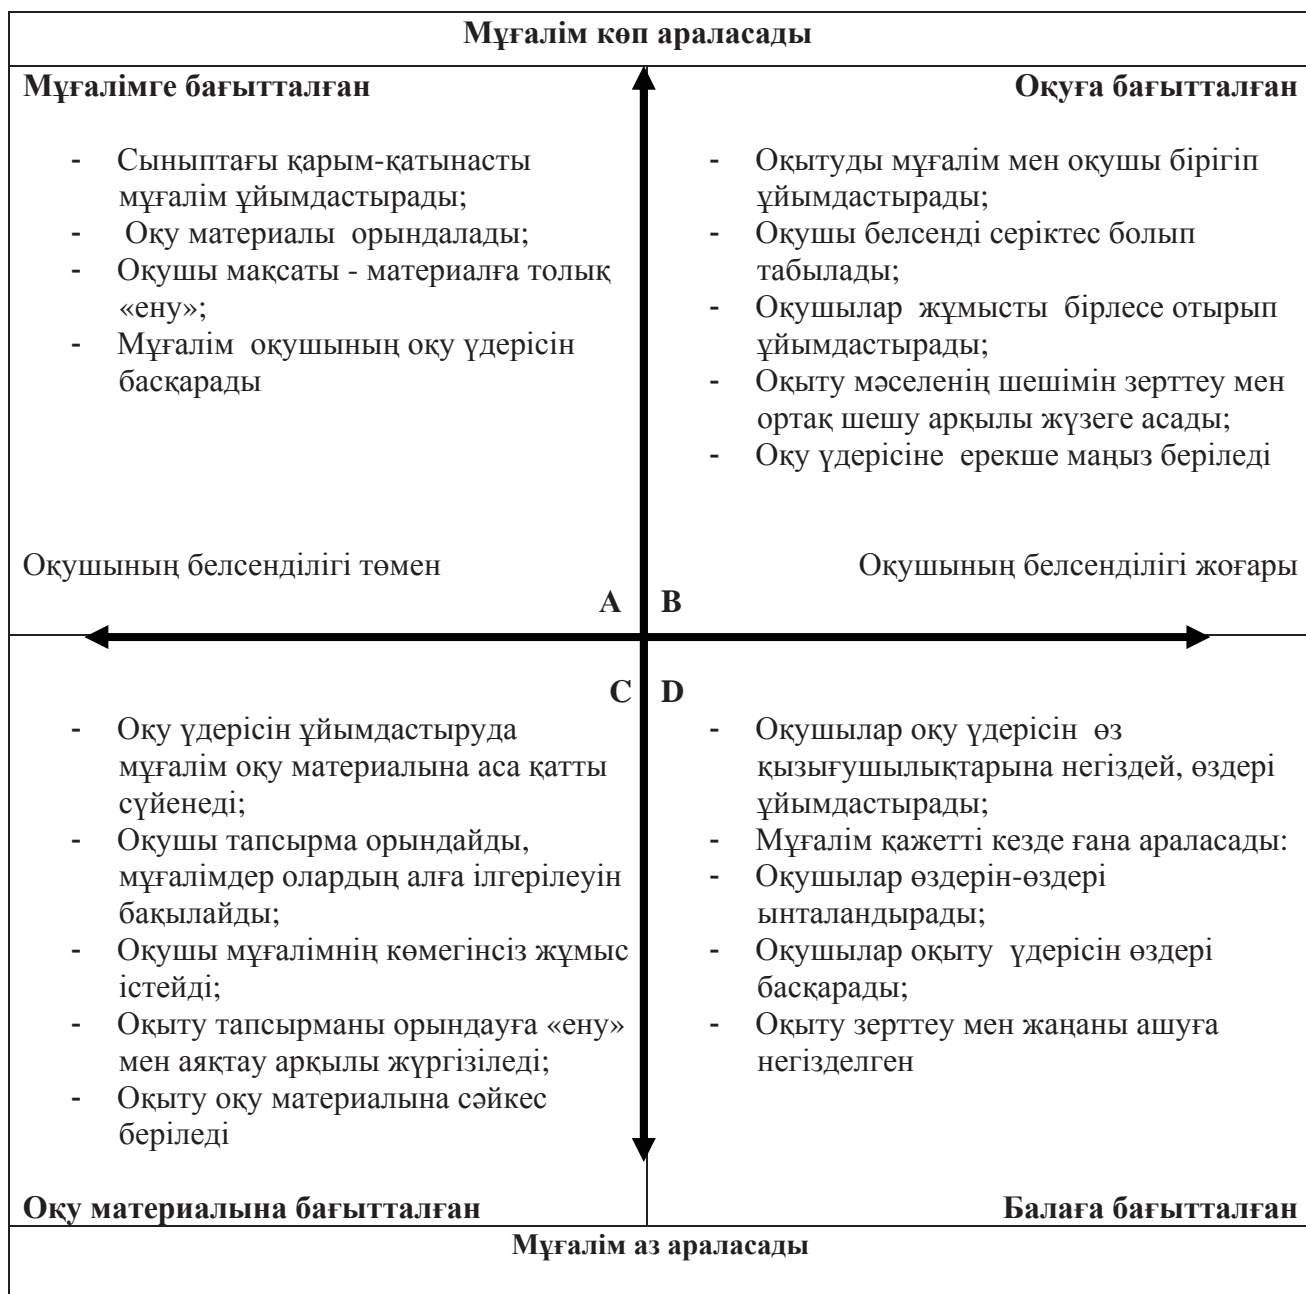 Мұғалім көп араласады
Мұғалімге бағытталған
- Сыныптағы қарым-қатынасты
мұғалім ұйымдастырады;
- Оқу материалы орындалады;
- Оқушы мақсаты - материалға толық
«ену»;
- Мұғалім оқушының оқу үдерісін
басқарады
Оқушының белсенділігі төмен
A
Оқуға бағытталған
- Оқытуды мұғалім мен оқушы бірігіп
ұйымдастырады;
- Оқушы белсенді серіктес болып
табылады;
- Оқушылар жұмысты бірлесе отырып
ұйымдастырады;
- Оқыту мәселенің шешімін зерттеу мен
ортақ шешу арқылы жүзеге асады;
- Оқу үдерісіне ерекше маңыз беріледі
Оқушының белсенділігі жоғары
B
C
- Оқу үдерісін ұйымдастыруда
мұғалім оқу материалына аса қатты
сүйенеді;
- Оқушы тапсырма орындайды,
мұғалімдер олардың алға ілгерілеуін
бақылайды;
- Оқушы мұғалімнің көмегінсіз жұмыс
істейді;
- Оқыту тапсырманы орындауға «ену»
мен аяқтау арқылы жүргізіледі;
- Оқыту оқу материалына сәйкес
беріледі
Оқу материалына бағытталған
D
- Оқушылар оқу үдерісін өз
қызығушылықтарына негіздей, өздері
ұйымдастырады;
- Мұғалім қажетті кезде ғана араласады:
- Оқушылар өздерін-өздері
ынталандырады;
- Оқушылар оқыту үдерісін өздері
басқарады;
- Оқыту зерттеу мен жаңаны ашуға
негізделген
Балаға бағытталған
Мұғалім аз араласады